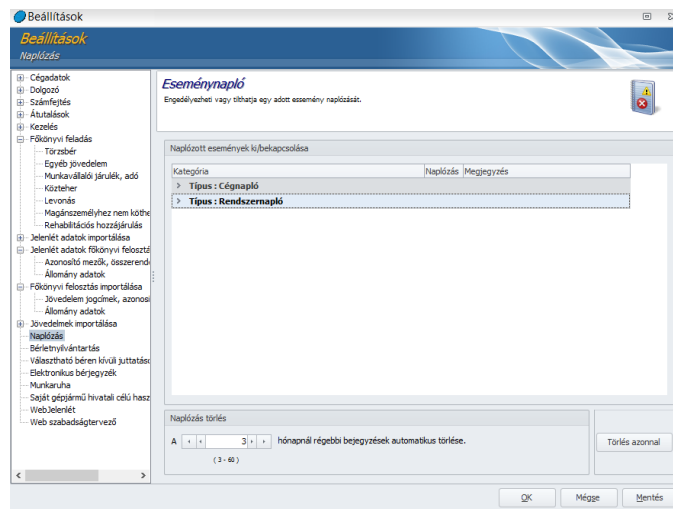 Beállítások
Beállítások
Naplózás
Cégadatok
Dolgozó
Számfejtés
Átutalások
Kezelés
Főkönyvi feladás
Törzsbér
Egyéb jövedelem
Munkavállalói járulék, adó
Közteher
Levonás
Magánszemélyhez nem köthe
Rehabilitációs hozzájárulás
Jelenlét adatok importálása
Jelenlét adatok főkönyvi felosztá
Azonosító mezők, összerend
Állomány adatok
Főkönyvi felosztás importálása
Jövedelem jogcímek, azonosí
Állomány adatok
Jövedelmek importálása
Naplózás
Bérletnyilvántartás
Választható béren kívüli juttatás
Elektronikus bérjegyzék
Munkaruha
Saját gépjármű hivatali célú hasz
WebJelenlét
Web szabadságtervező
Eseménynapló
Engedélyezheti vagy tilthatja egy adott essemény naplózását.
Naplózott események ki/bekapcsolása
Kategória Naplózás Megjegyzés
> Típus : Cégnapló
> Típus : Rendszernapló
Naplózás törlés
A 3 hónapnál régebbi bejegyzések automatikus törlése.
( 3 - 60 )
Törlés azonnal
OK Mégse Mentés